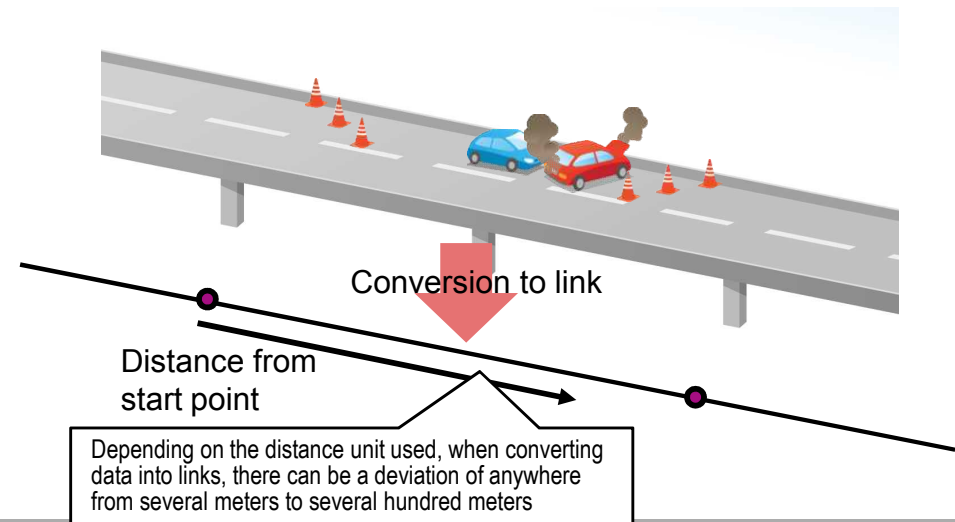 Conversion to link
Distance from
start point
Depending on the distance unit used, when converting
data into links, there can be a deviation of anywhere
from several meters to several hundred meters